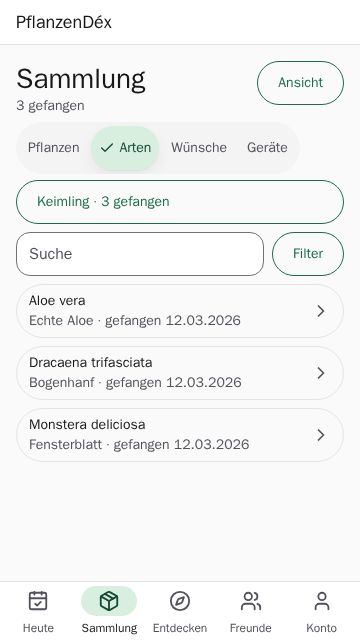 PflanzenDéx
Sammlung
Ansicht
3 gefangen
Pflanzen Arten Wünsche Geräte
Keimling · 3 gefangen
Suche Filter
Aloe vera
Echte Aloe · gefangen 12.03.2026
Dracaena trifasciata
Bogenhanf · gefangen 12.03.2026
Monstera deliciosa
Fensterblatt · gefangen 12.03.2026
Heute Sammlung Entdecken Freunde Konto